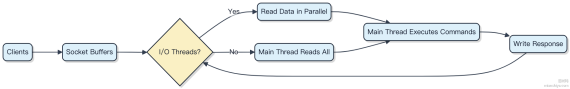 Clients
Socket Buffers
I/O Threads?
Yes
Read Data in Parallel
No
Main Thread Reads All
Main Thread Executes Commands
Write Response